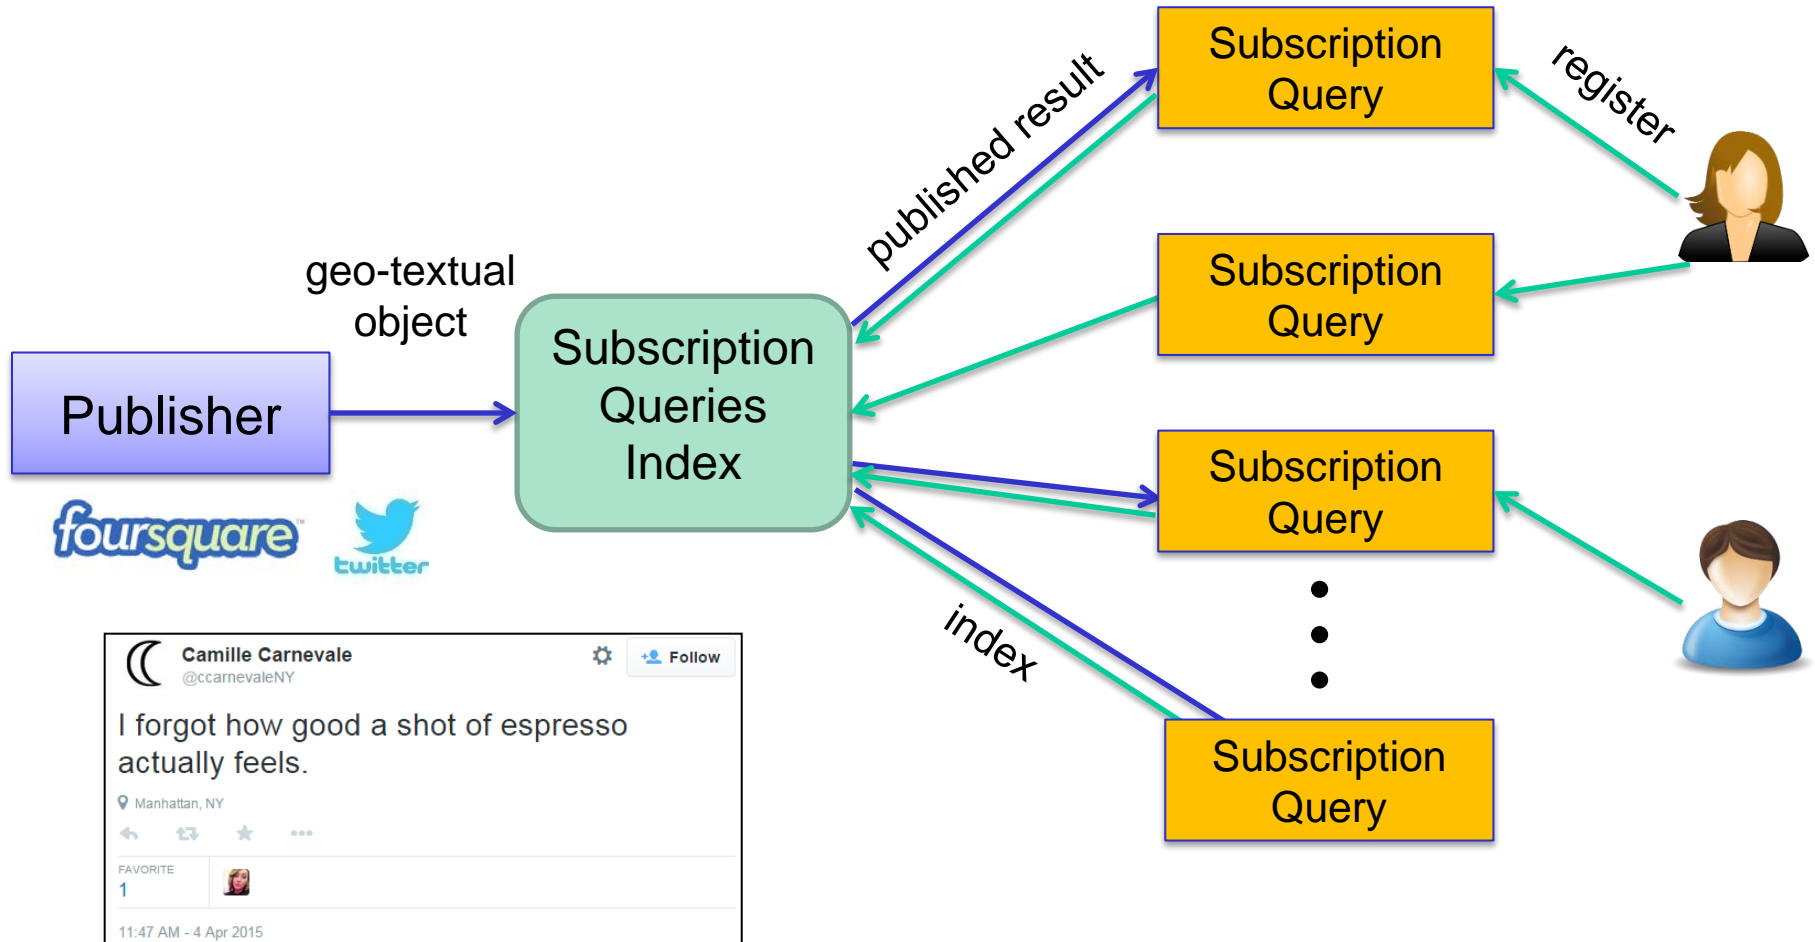 Subscription
Query
register
published result
Subscription
Query
geo-textual
object
Subscription
Queries
Index
Publisher
Subscription
Query
foursquare™
twitter
index
Subscription
Query
Camille Carnevale
@ccarnevaleNY
Follow
I forgot how good a shot of espresso
actually feels.
Manhattan, NY
FAVORITE
1
11:47 AM - 4 Apr 2015